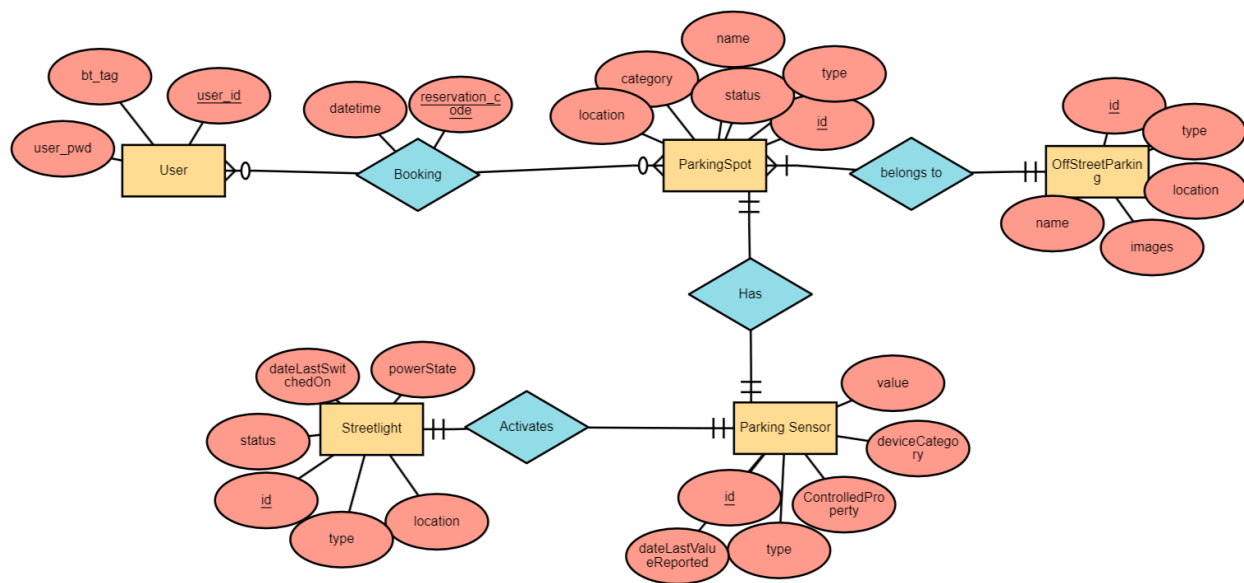 name
bt_tag
user_id
category
type
datetime
reservation_c
ode
status
id
location
id
type
user_pwd
User
Booking
ParkingSpot
belongs to
OffStreetParkin
g
location
name
images
Has
dateLastSwi
tchedOn
powerState
value
Streetlight
Activates
Parking Sensor
status
deviceCatego
ry
id
location
type
id
ControlledPro
perty
dateLastValu
eReported
type